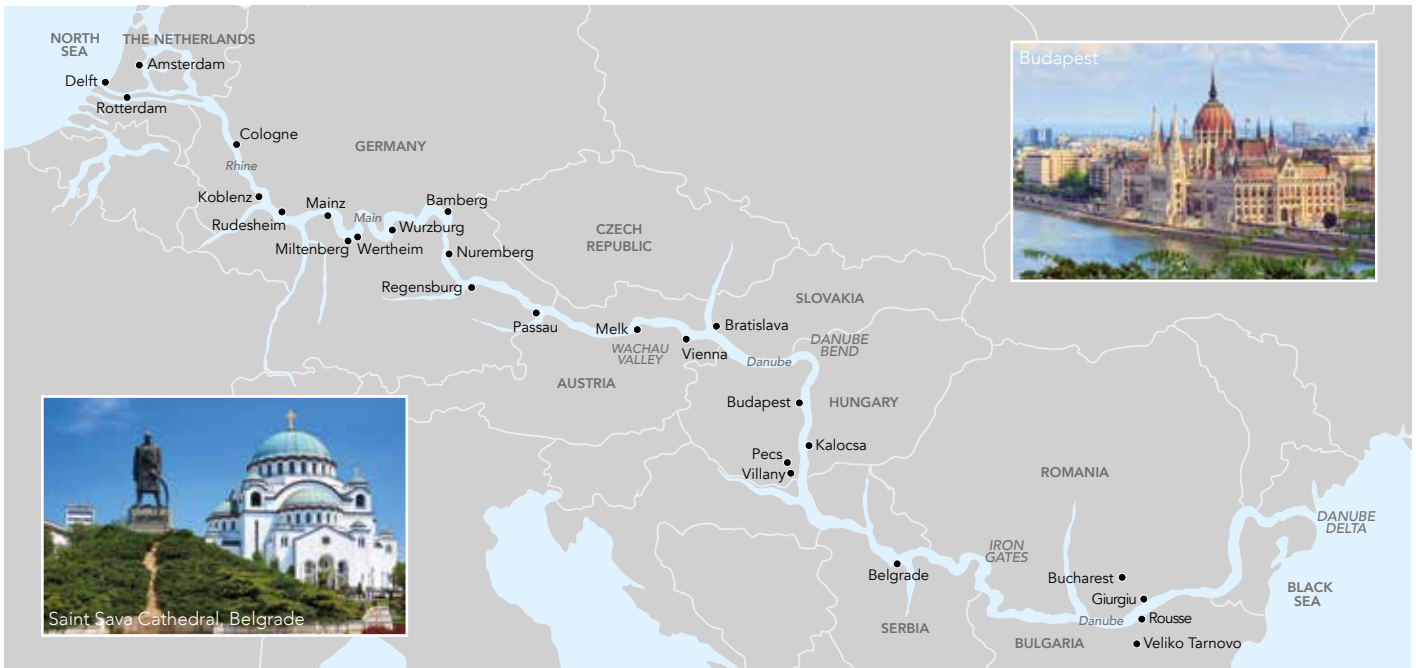 NORTH
SEA
THE NETHERLANDS
Amsterdam
Delft
Rotterdam
Cologne
GERMANY
Rhine
Koblenz
Rudesheim
Mainz
Main
Bamberg
Wurzburg
Miltenberg
Wertheim
Nuremberg
Regensburg
CZECH
REPUBLIC
Passau
Melk
WACHAU
VALLEY
Vienna
Bratislava
SLOVAKIA
DANUBE
BEND
Danube
AUSTRIA
Budapest
HUNGARY
Kalocsa
Pecs
Villany
ROMANIA
Belgrade
IRON
GATES
SERBIA
Bucharest
Giurgiu
Danube
Rousse
BULGARIA
Veliko Tarnovo
DANUBE
DELTA
BLACK
SEA
Budapest
Saint Sava Cathedral, Belgrade